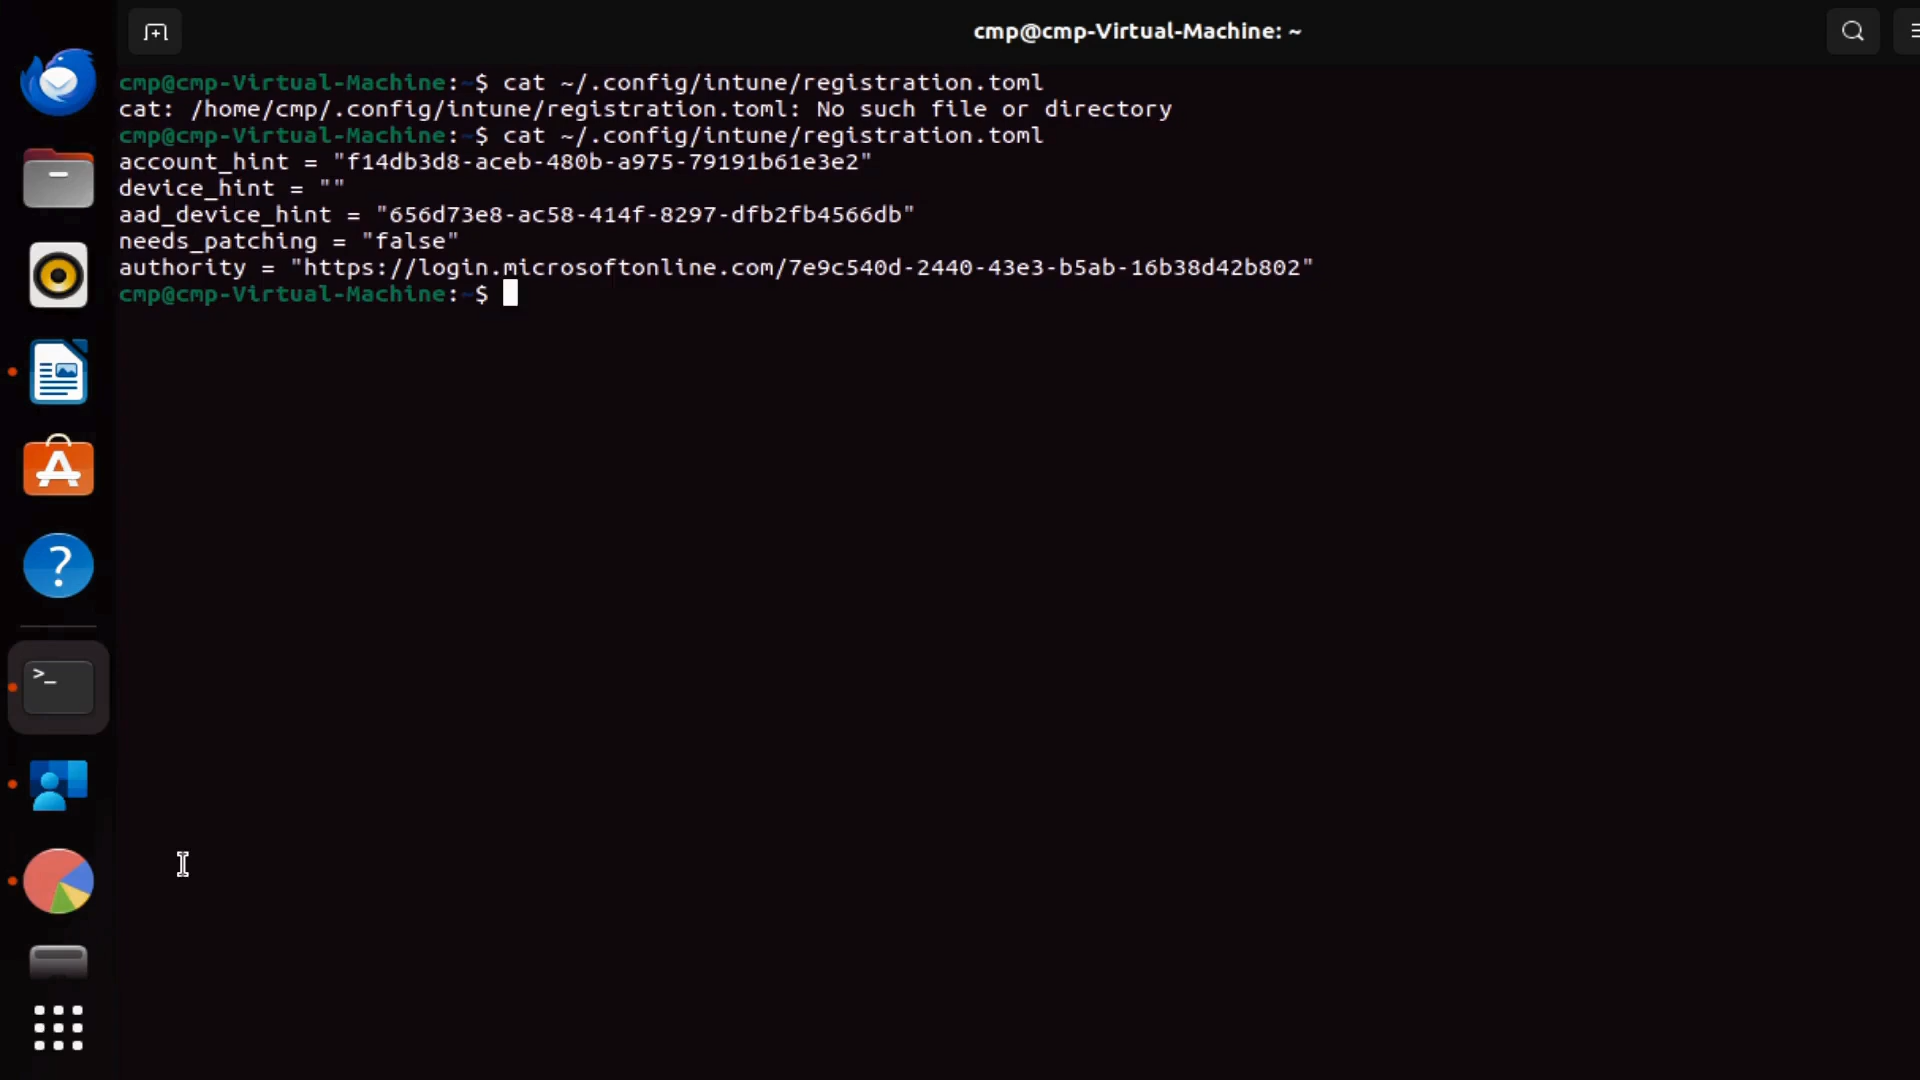 cmp@cmp-Virtual-Machine: ~
cmp@cmp-Virtual-Machine:~$ cat ~/.config/intune/registration.toml
cat: /home/cmp/.config/intune/registration.toml: No such file or directory
cmp@cmp-Virtual-Machine:~$ cat ~/.config/intune/registration.toml
account_hint = "f14db3d8-aceb-480b-a975-79191b61e3e2"
device_hint = ""
aad_device_hint = "656d73e8-ac58-414f-8297-dfb2fb4566db"
needs_patching = "false"
authority = "https://login.microsoftonline.com/7e9c540d-2440-43e3-b5ab-16b38d42b802"
cmp@cmp-Virtual-Machine:~$